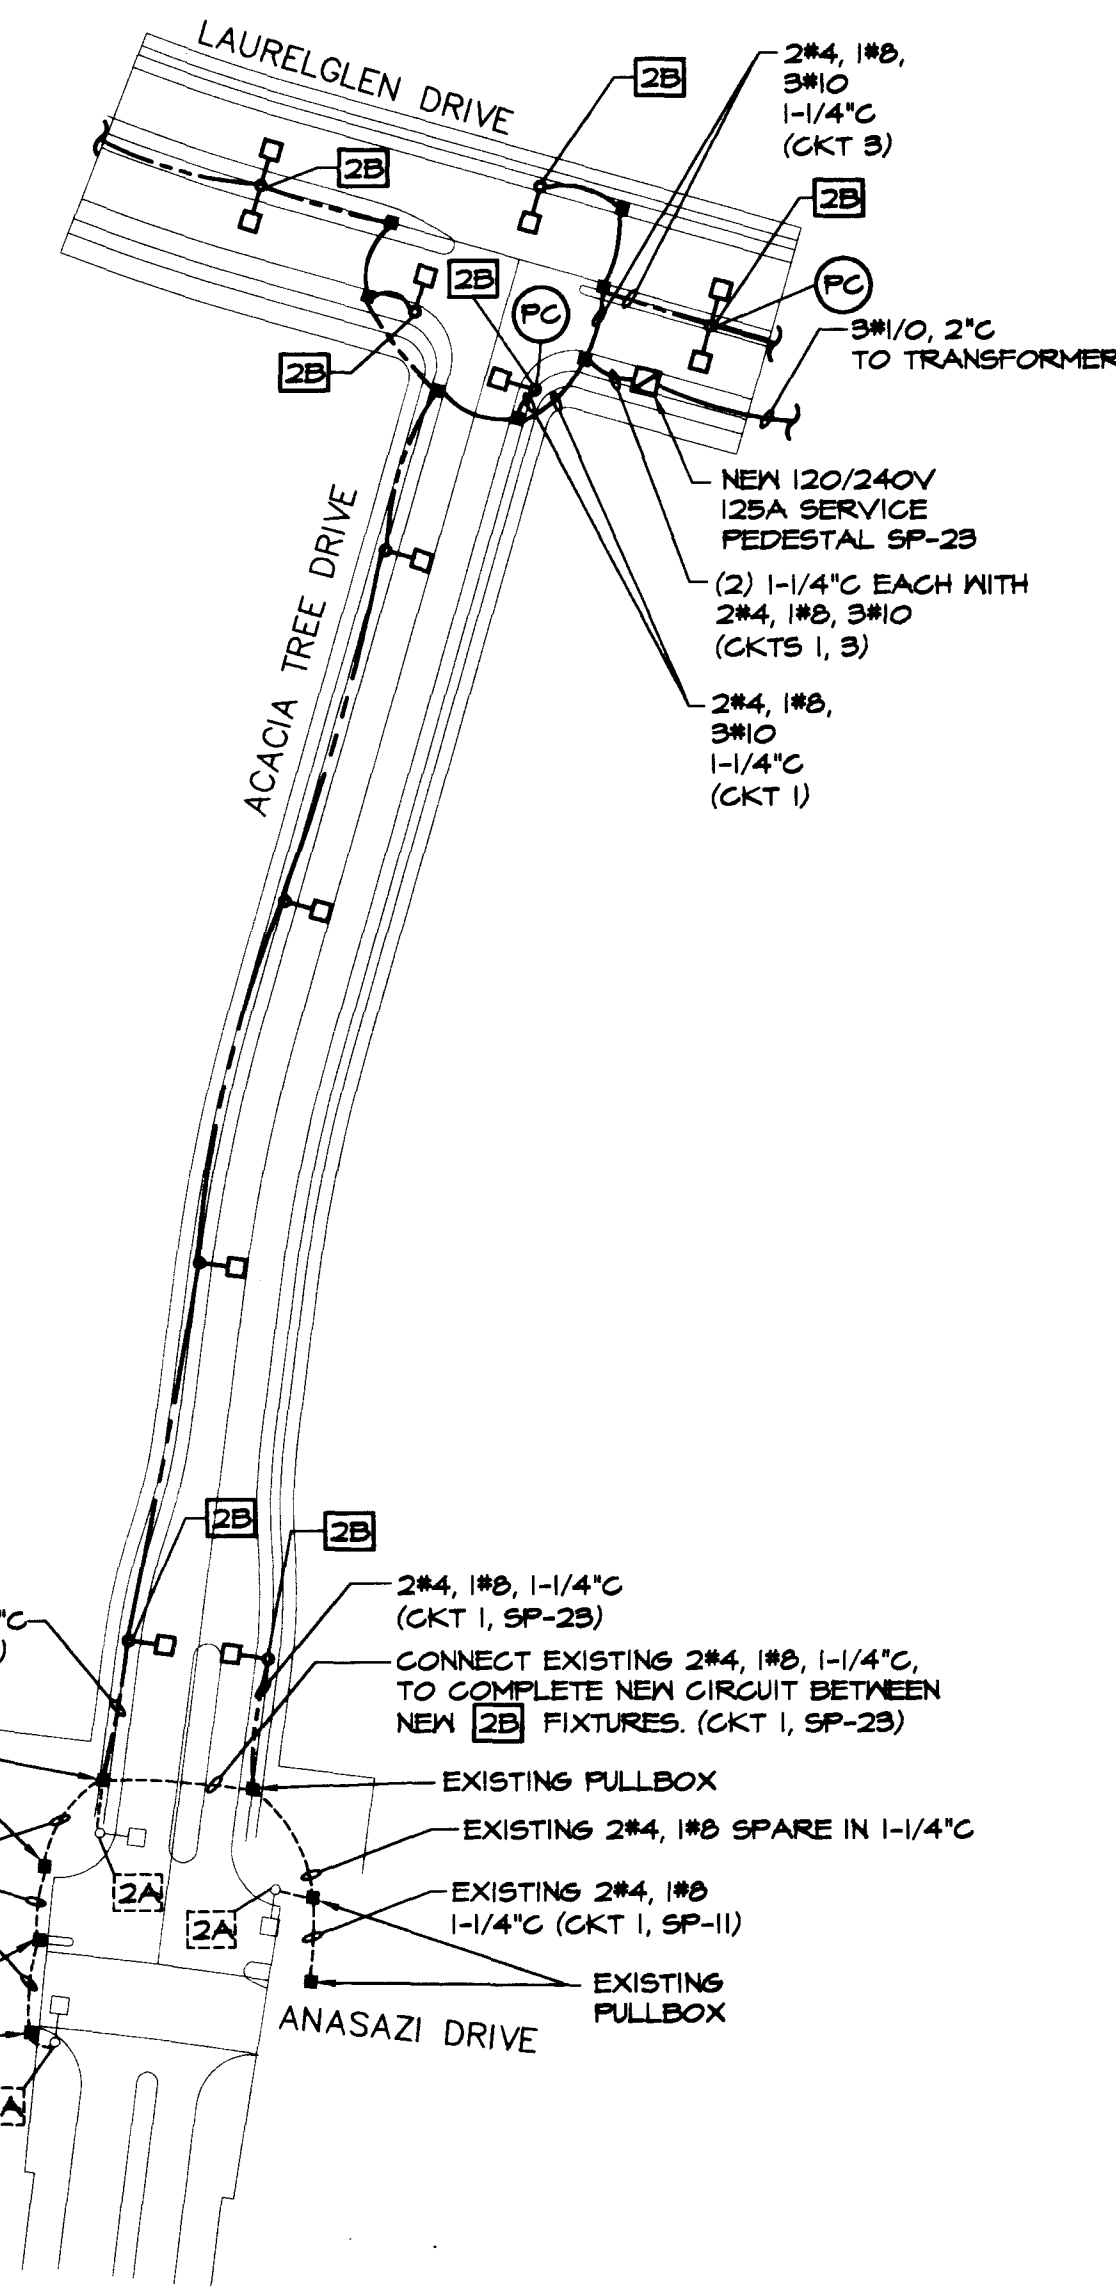 LAURELGLEN DRIVE
2B
2#4, 1#8,
3#10
1-1/4"C
(CKT 3)
2B
2B
2B
PC
PC
3#1/0, 2"C
TO TRANSFORMER
2B
NEW 120/240V
125A SERVICE
PEDESTAL SP-23
(2) 1-1/4"C EACH WITH
2#4, 1#8, 3#10
(CKTS 1, 3)
ACACIA TREE DRIVE
2#4, 1#8,
3#10
1-1/4"C
(CKT 1)
2B
2B
2#4, 1#8, 1-1/4"C
(CKT 1, SP-23)
"C
)
CONNECT EXISTING 2#4, 1#8, 1-1/4"C,
TO COMPLETE NEW CIRCUIT BETWEEN
NEW 2B FIXTURES. (CKT 1, SP-23)
EXISTING PULLBOX
EXISTING 2#4, 1#8 SPARE IN 1-1/4"C
2A
EXISTING 2#4, 1#8
1-1/4"C (CKT 1, SP-11)
2A
EXISTING
PULLBOX
ANASAZI DRIVE
A